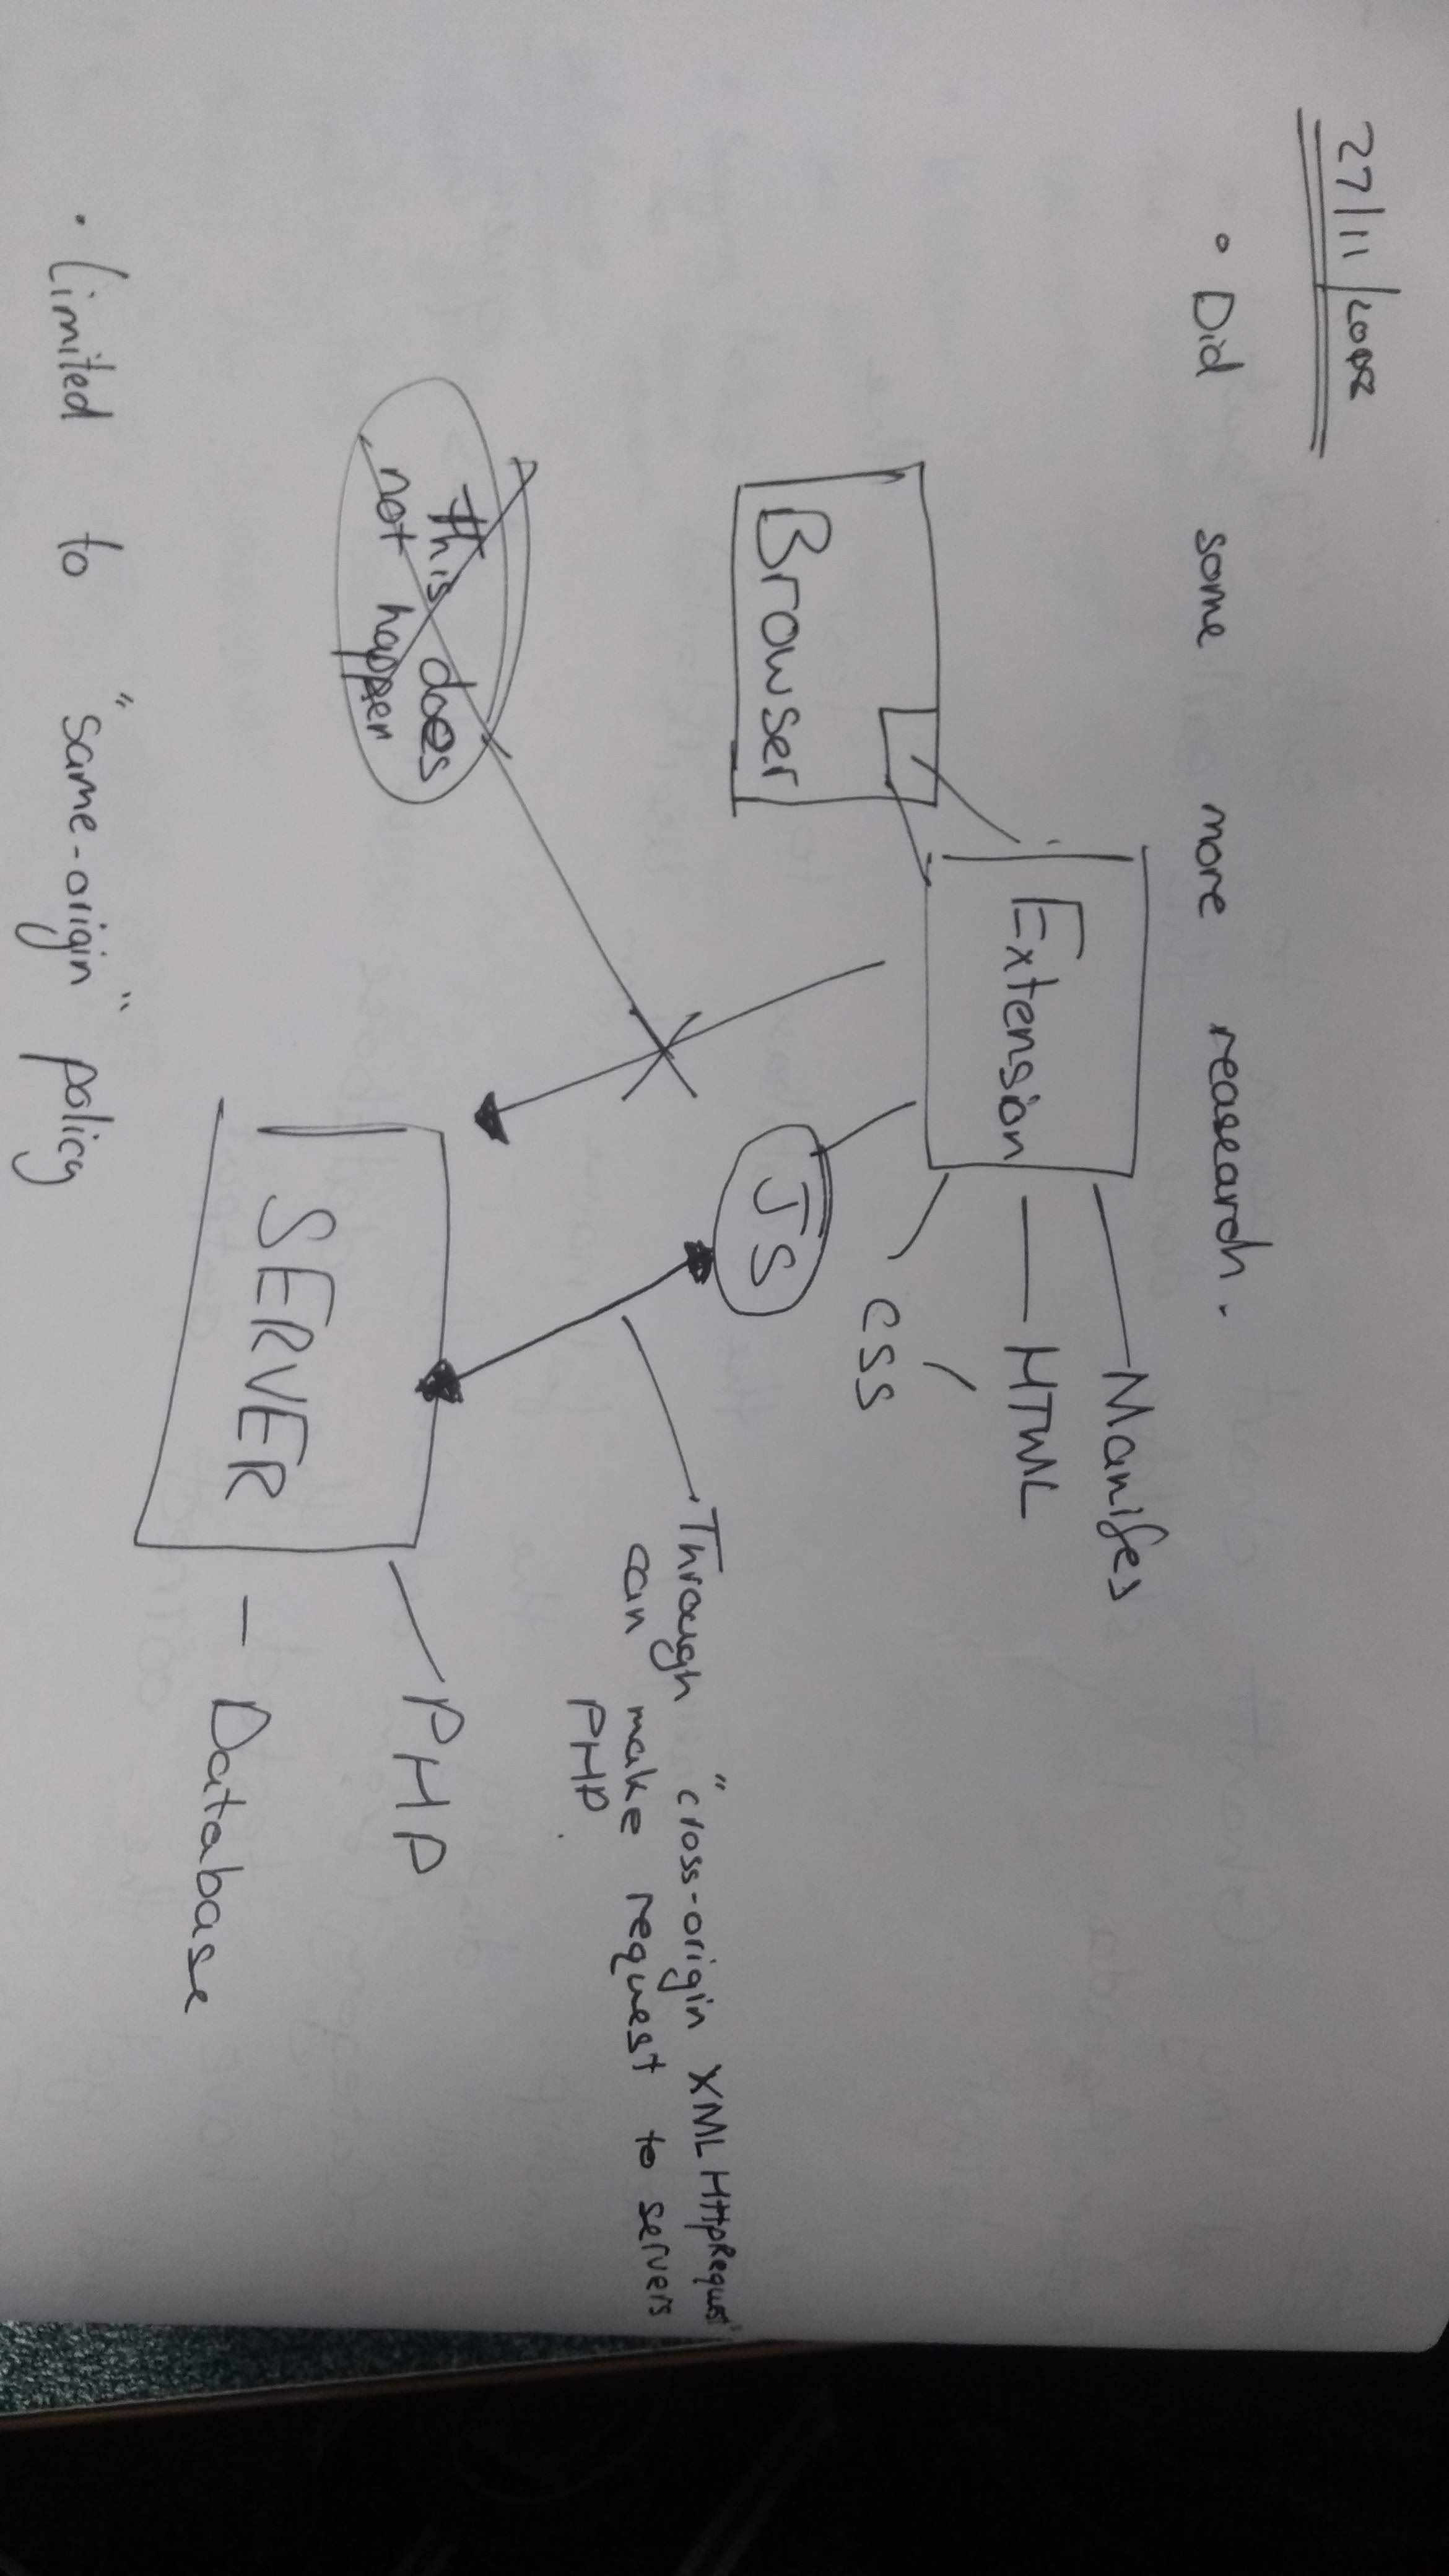 27/11/
• Did some more reasearch.
Manifes
Extension
HTML
Browser
CSS
JS
Through "cross-origin XMLHttpRequest"
can make request to servers
PHP
This does
not happen
PHP
SERVER
Database
• Limited to "same-origin" policy